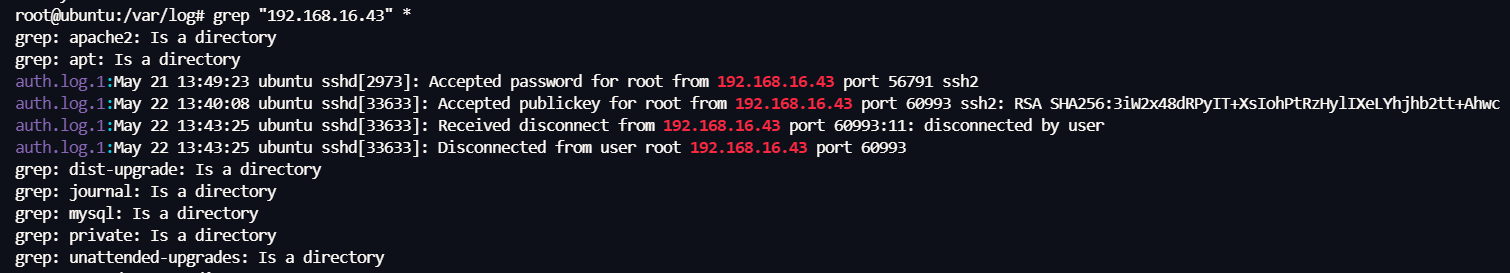 root@ubuntu:/var/log# grep "192.168.16.43" *
grep: apache2: Is a directory
grep: apt: Is a directory
auth.log.1:May 21 13:49:23 ubuntu sshd[2973]: Accepted password for root from 192.168.16.43 port 56791 ssh2
auth.log.1:May 22 13:40:08 ubuntu sshd[33633]: Accepted publickey for root from 192.168.16.43 port 60993 ssh2: RSA SHA256:3iW2x48dRPyIT+XsIohPtRzHylIXeLYhjhb2tt+Ahwc
auth.log.1:May 22 13:43:25 ubuntu sshd[33633]: Received disconnect from 192.168.16.43 port 60993:11: disconnected by user
auth.log.1:May 22 13:43:25 ubuntu sshd[33633]: Disconnected from user root 192.168.16.43 port 60993
grep: dist-upgrade: Is a directory
grep: journal: Is a directory
grep: mysql: Is a directory
grep: private: Is a directory
grep: unattended-upgrades: Is a directory